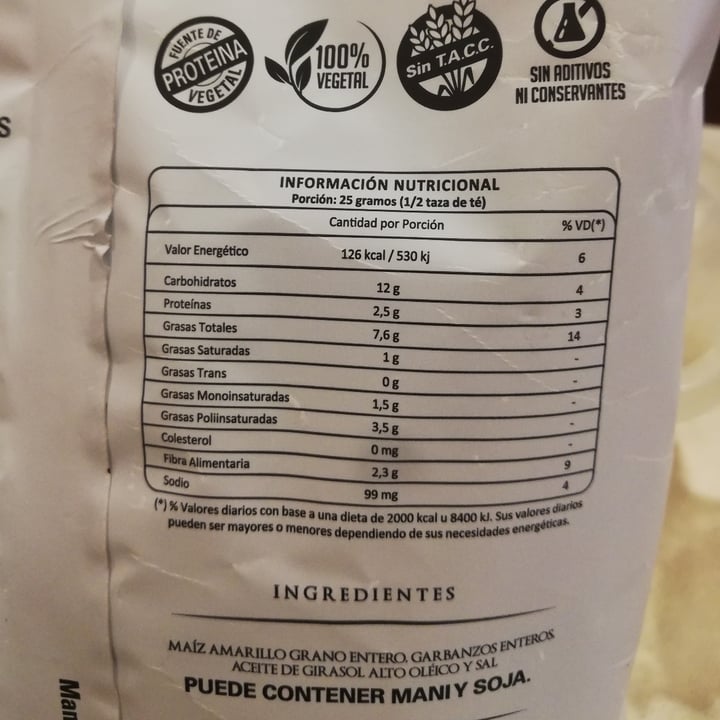 FUENTE DE
PROTEINA
VEGETAL
100%
VEGETAL
Sin T.A.C.C.
SIN ADITIVOS
NI CONSERVANTES
S
INFORMACIÓN NUTRICIONAL
Porción: 25 gramos (1/2 taza de té)
Cantidad por Porción % VD(*)
Valor Energético 126 kcal / 530 kj 6
Carbohidratos 12 g 4
Proteínas 2,5 g 3
Grasas Totales 7,6 g 14
Grasas Saturadas 1 g -
Grasas Trans 0 g -
Grasas Monoinsaturadas 1,5 g -
Grasas Poliinsaturadas 3,5 g -
Colesterol 0 mg -
Fibra Alimentaria 2,3 g 9
Sodio 99 mg 4
(*) % Valores diarios con base a una dieta de 2000 kcal u 8400 kJ. Sus valores diarios
pueden ser mayores o menores dependiendo de sus necesidades energéticas.
INGREDIENTES
MAÍZ AMARILLO GRANO ENTERO, GARBANZOS ENTEROS
ACEITE DE GIRASOL ALTO OLÉICO Y SAL
PUEDE CONTENER MANI Y SOJA.
Man